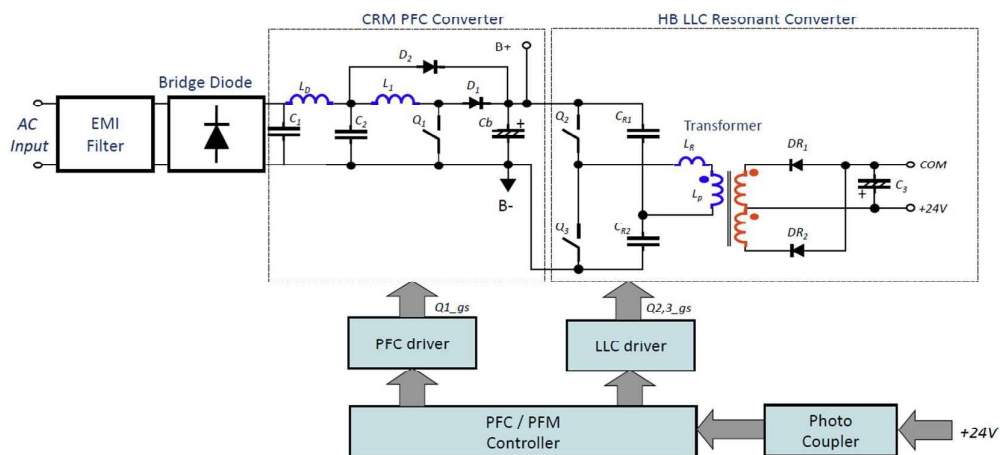 CRM PFC Converter
HB LLC Resonant Converter
B+
D2
Bridge Diode
LD
L1
D1
AC
Input
EMI
Filter
C1
C2
Q1
Cb
+
Q2
CR1
Transformer
LR
DR1
COM
C3
+
Lp
B-
+24V
Q3
CR2
DR2
Q1_gs
Q2,3_gs
PFC driver
LLC driver
PFC / PFM
Controller
Photo
Coupler
+24V